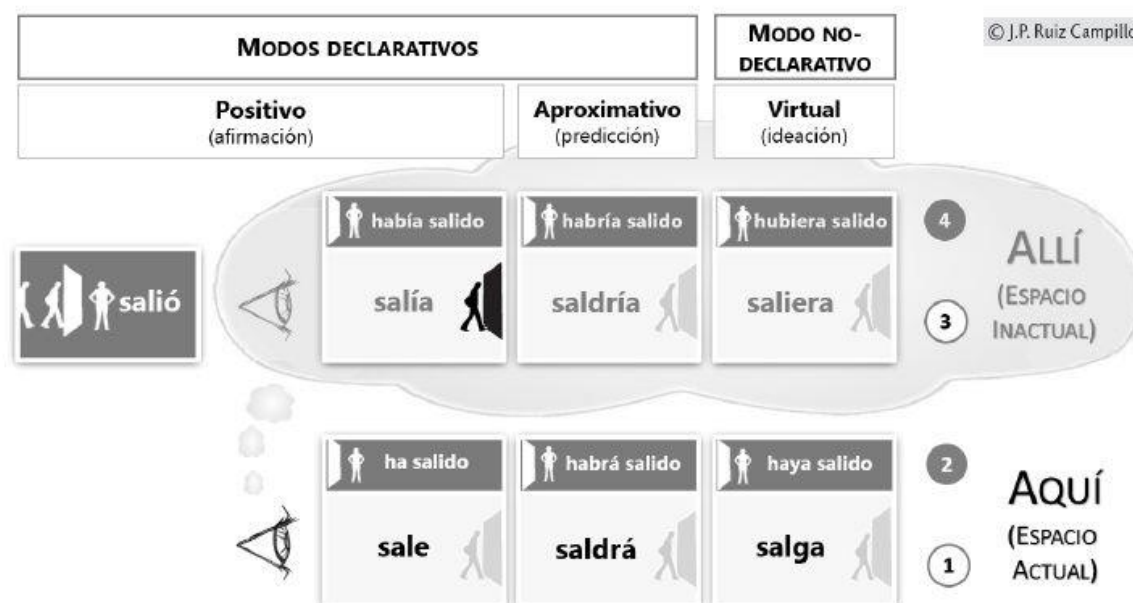 MODOS DECLARATIVOS
MODO NO-
DECLARATIVO
© J.P. Ruiz Campillo
Positivo
(afirmación)
Aproximativo
(predicción)
Virtual
(ideación)
había salido
habría salido
hubiera salido
4
salió
salía
saldría
saliera
3
ALLÍ
(ESPACIO
INACTUAL)
ha salido
habrá salido
haya salido
2
sale
saldrá
salga
1
AQUÍ
(ESPACIO
ACTUAL)